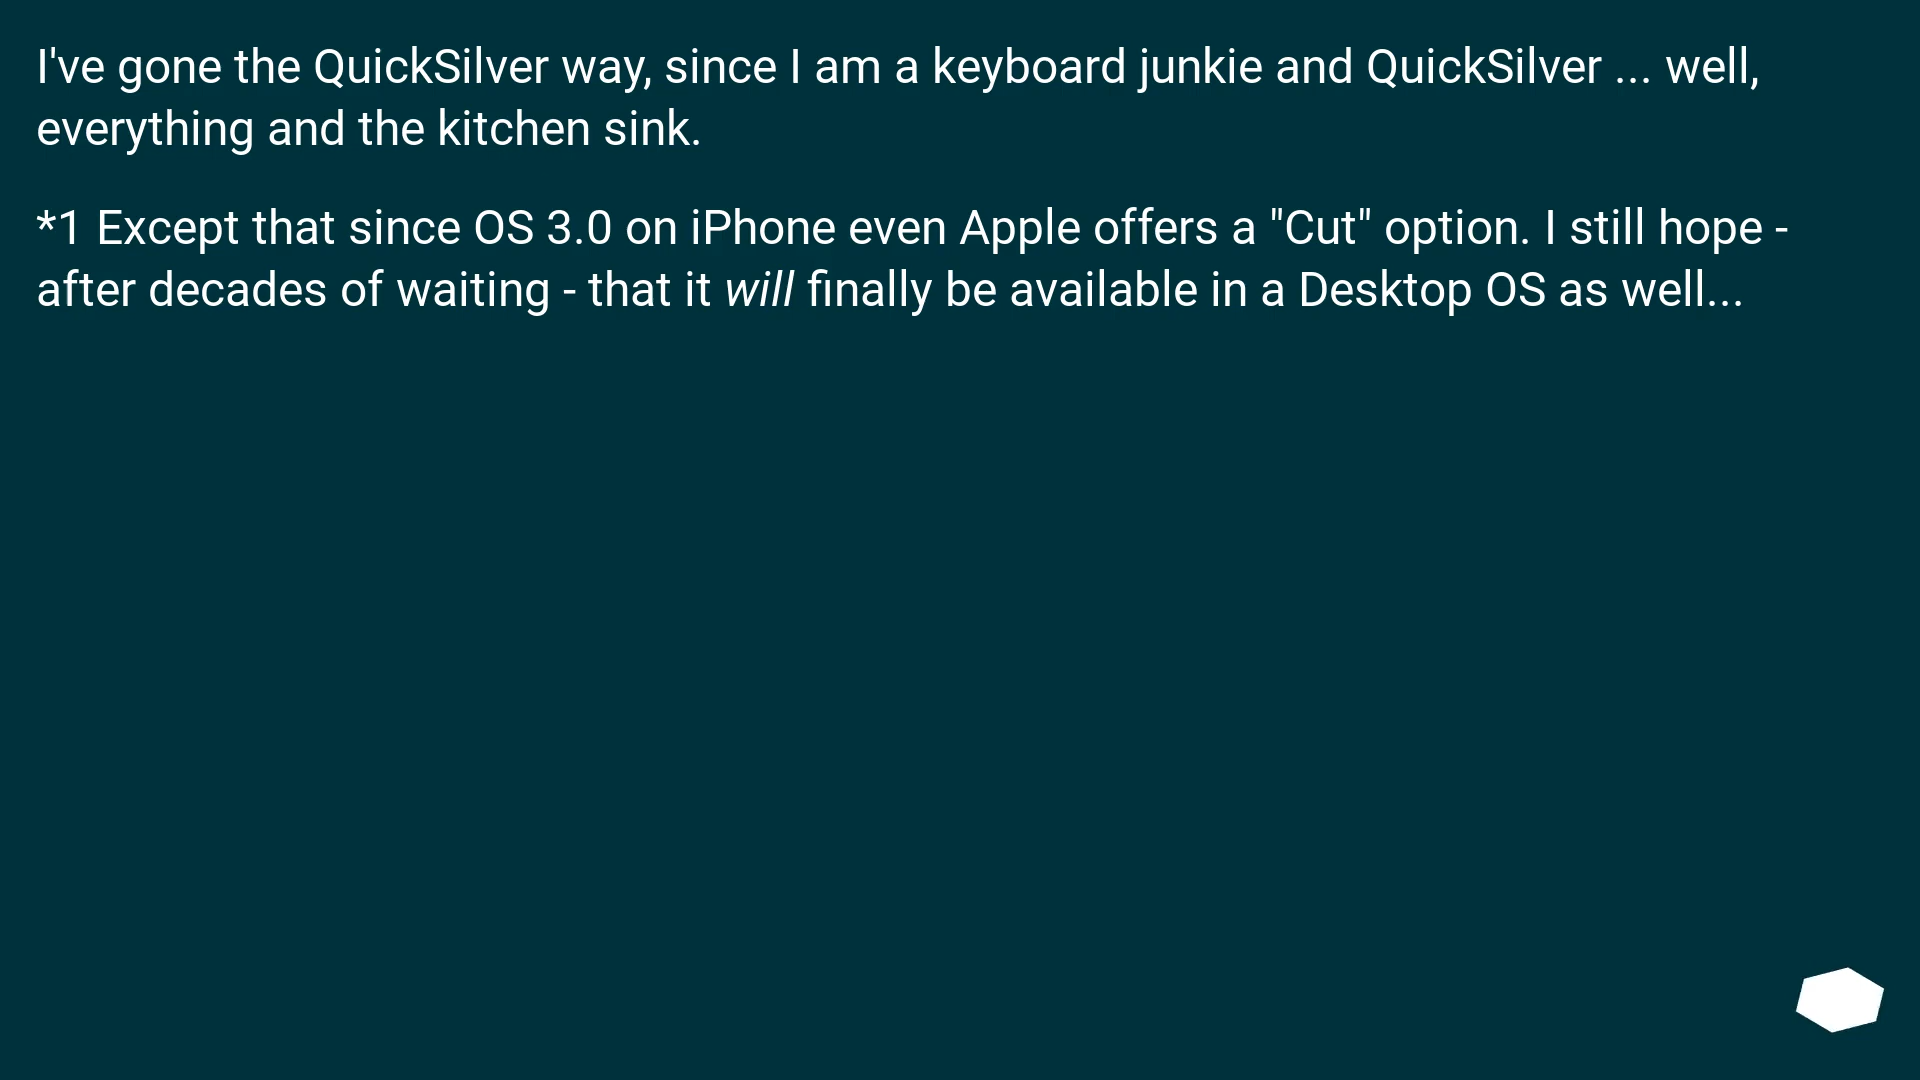 I've gone the QuickSilver way, since I am a keyboard junkie and QuickSilver ... well,
everything and the kitchen sink.
*1 Except that since OS 3.0 on iPhone even Apple offers a "Cut" option. I still hope -
after decades of waiting - that it will finally be available in a Desktop OS as well...